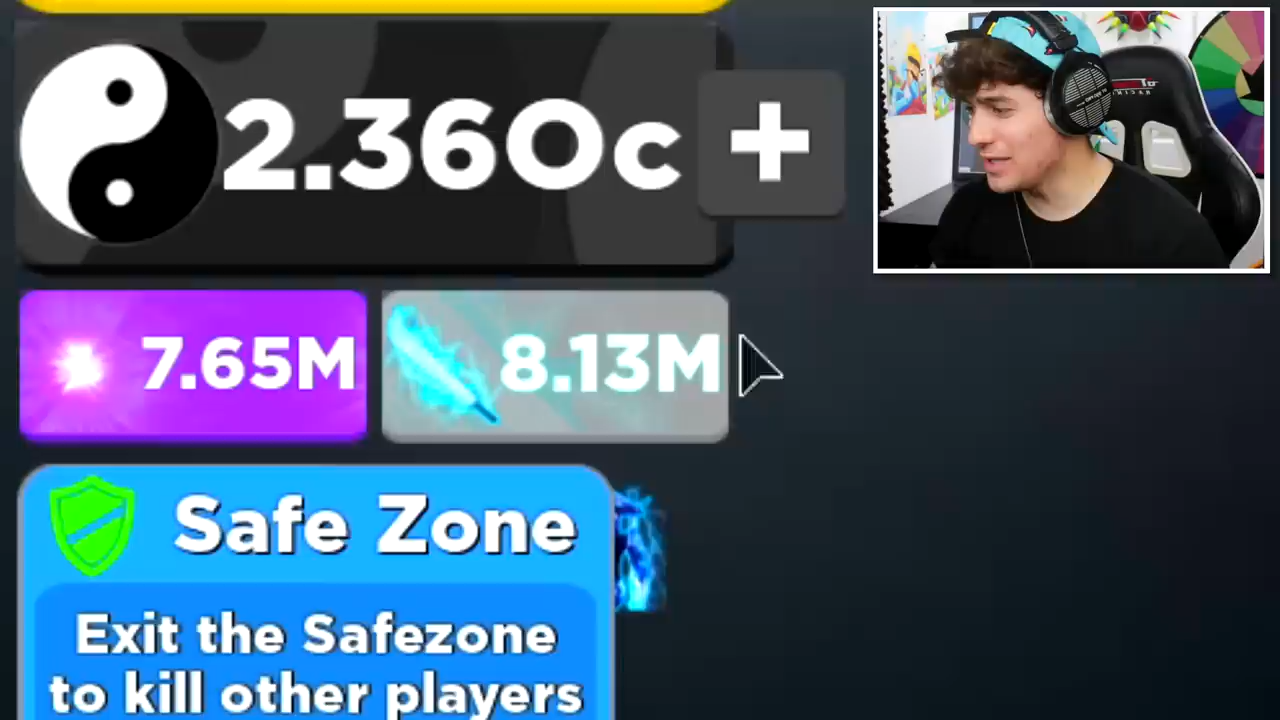 2.36Oc +
7.65M 8.13M
Safe Zone
Exit the Safezone
to kill other players